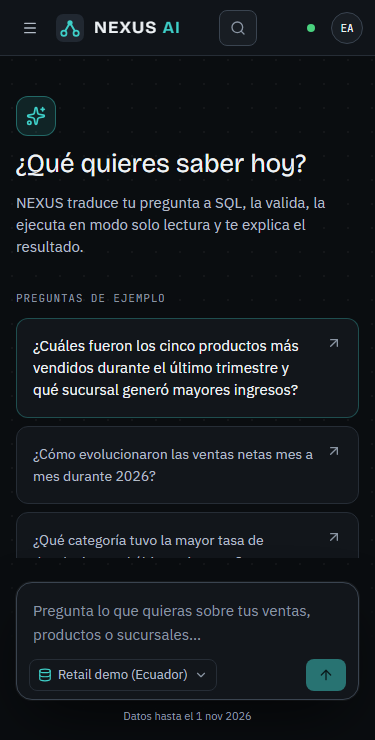 NEXUS AI
EA
¿Qué quieres saber hoy?
NEXUS traduce tu pregunta a SQL, la valida, la
ejecuta en modo solo lectura y te explica el
resultado.
PREGUNTAS DE EJEMPLO
¿Cuáles fueron los cinco productos más
vendidos durante el último trimestre y
qué sucursal generó mayores ingresos?
¿Cómo evolucionaron las ventas netas mes a
mes durante 2026?
¿Qué categoría tuvo la mayor tasa de
Pregunta lo que quieras sobre tus ventas,
productos o sucursales...
Retail demo (Ecuador)
Datos hasta el 1 nov 2026